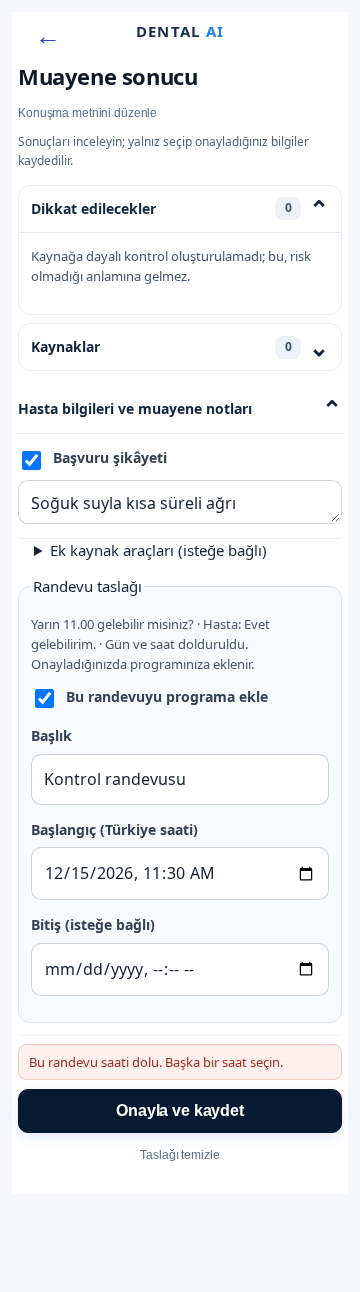 ← DENTAL AI
Muayene sonucu
Konuşma metnini düzenle
Sonuçları inceleyin; yalnız seçip onayladığınız bilgiler
kaydedilir.
Dikkat edilecekler 0
Kaynağa dayalı kontrol oluşturulamadı; bu, risk
olmadığı anlamına gelmez.
Kaynaklar 0
Hasta bilgileri ve muayene notları
Başvuru şikâyeti
Soğuk suyla kısa süreli ağrı
Ek kaynak araçları (isteğe bağlı)
Randevu taslağı
Yarın 11.00 gelebilir misiniz? · Hasta: Evet
gelebilirim. · Gün ve saat dolduruldu.
Onayladığınızda programınıza eklenir.
Bu randevuyu programa ekle
Başlık
Kontrol randevusu
Başlangıç (Türkiye saati)
12/15/2026, 11:30 AM
Bitiş (isteğe bağlı)
mm/dd/yyyy, --:-- --
Bu randevu saati dolu. Başka bir saat seçin.
Onayla ve kaydet
Taslağı temizle